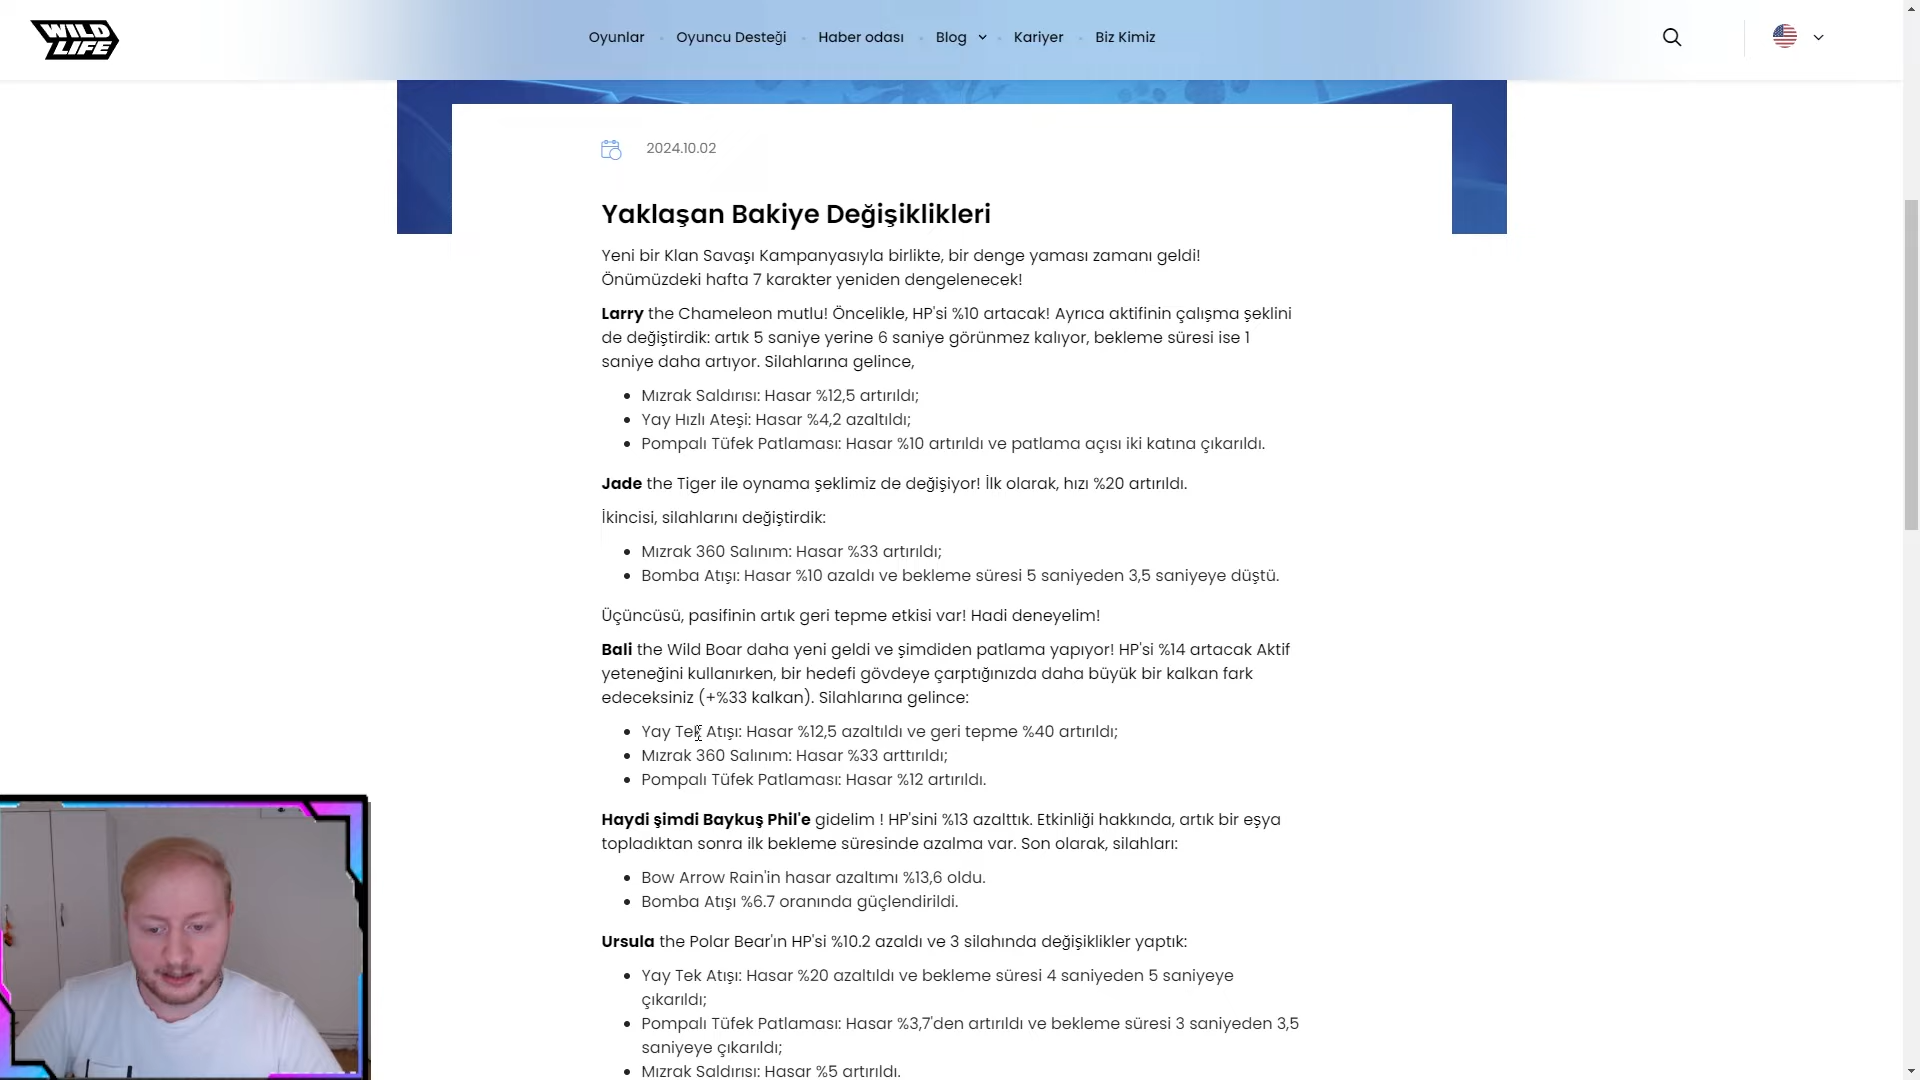 WILD
LIFE
Oyunlar
Oyuncu Desteği
Haber odası
Blog
Kariyer
Biz Kimiz
2024.10.02
Yaklaşan Bakiye Değişiklikleri
Yeni bir Klan Savaşı Kampanyasıyla birlikte, bir denge yaması zamanı geldi!
Önümüzdeki hafta 7 karakter yeniden dengelenecek!
Larry the Chameleon mutlu! Öncelikle, HP'si %10 artacak! Ayrıca aktifinin çalışma şeklini
de değiştirdik: artık 5 saniye yerine 6 saniye görünmez kalıyor, bekleme süresi ise 1
saniye daha artıyor. Silahlarına gelince,
• Mızrak Saldırısı: Hasar %12,5 artırıldı;
• Yay Hızlı Ateşi: Hasar %4,2 azaltıldı;
• Pompalı Tüfek Patlaması: Hasar %10 artırıldı ve patlama açısı iki katına çıkarıldı.
Jade the Tiger ile oynama şeklimiz de değişiyor! İlk olarak, hızı %20 artırıldı.
İkincisi, silahlarını değiştirdik:
• Mızrak 360 Salınım: Hasar %33 artırıldı;
• Bomba Atışı: Hasar %10 azaldı ve bekleme süresi 5 saniyeden 3,5 saniyeye düştü.
Üçüncüsü, pasifinin artık geri tepme etkisi var! Hadi deneyelim!
Bali the Wild Boar daha yeni geldi ve şimdiden patlama yapıyor! HP'si %14 artacak Aktif
yeteneğini kullanırken, bir hedefi gövdeye çarptığınızda daha büyük bir kalkan fark
edeceksiniz (+%33 kalkan). Silahlarına gelince:
• Yay Tek Atışı: Hasar %12,5 azaltıldı ve geri tepme %40 artırıldı;
• Mızrak 360 Salınım: Hasar %33 arttırıldı;
• Pompalı Tüfek Patlaması: Hasar %12 artırıldı.
Haydi şimdi Baykuş Phil'e gidelim ! HP'sini %13 azalttık. Etkinliği hakkında, artık bir eşya
topladıktan sonra ilk bekleme süresinde azalma var. Son olarak, silahları:
• Bow Arrow Rain'in hasar azaltımı %13,6 oldu.
• Bomba Atışı %6.7 oranında güçlendirildi.
Ursula the Polar Bear'ın HP'si %10.2 azaldı ve 3 silahında değişiklikler yaptık:
• Yay Tek Atışı: Hasar %20 azaltıldı ve bekleme süresi 4 saniyeden 5 saniyeye
çıkarıldı;
• Pompalı Tüfek Patlaması: Hasar %3,7'den artırıldı ve bekleme süresi 3 saniyeden 3,5
saniyeye çıkarıldı;
• Mızrak Saldırısı: Hasar %5 artırıldı.